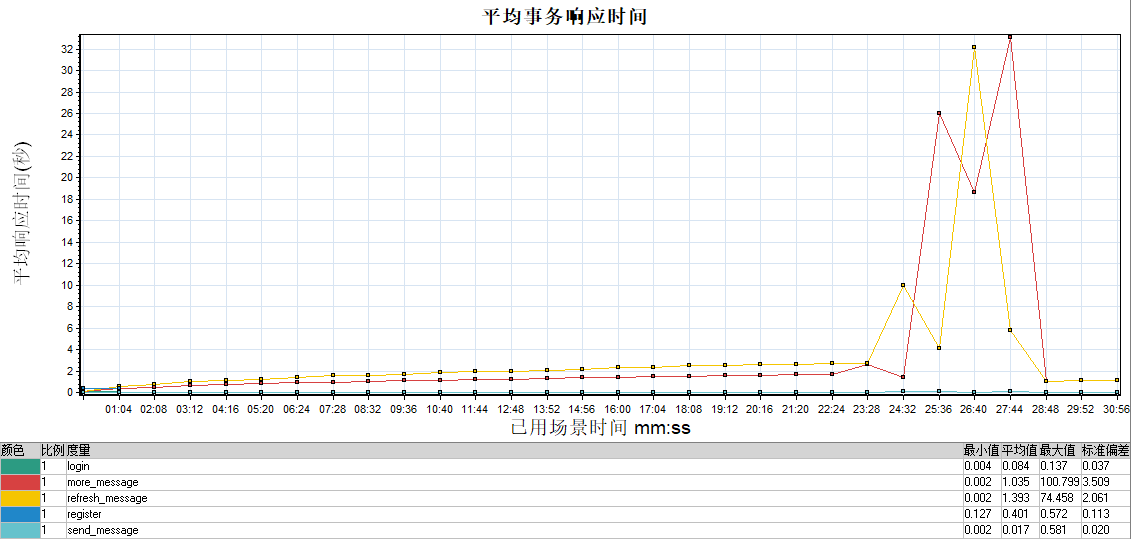 平均事务响应时间
平均响应时间(秒)
32
30
28
26
24
22
20
18
16
14
12
10
8
6
4
2
0
01:04 02:08 03:12 04:16 05:20 06:24 07:28 08:32 09:36 10:40 11:44 12:48 13:52 14:56 16:00 17:04 18:08 19:12 20:16 21:20 22:24 23:28 24:32 25:36 26:40 27:44 28:48 29:52 30:56
已用场景时间 mm:ss
颜色 比例 度量 最小值 平均值 最大值 标准偏差
1 login 0.004 0.084 0.137 0.037
1 more_message 0.002 1.035 100.799 3.509
1 refresh_message 0.002 1.393 74.458 2.061
1 register 0.127 0.401 0.572 0.113
1 send_message 0.002 0.017 0.581 0.020